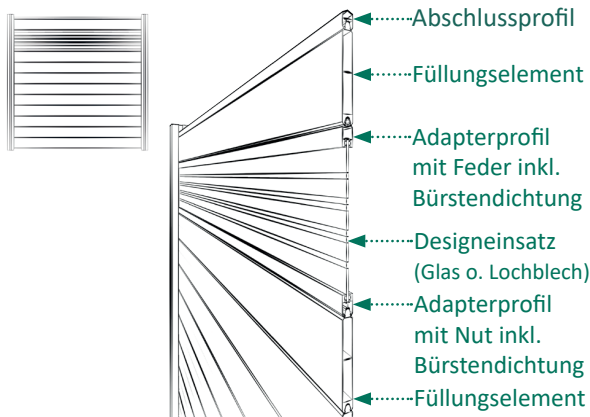 Abschlussprofil
Füllungselement
Adapterprofil
mit Feder inkl.
Bürstendichtung
Designeinsatz
(Glas o. Lochblech)
Adapterprofil
mit Nut inkl.
Bürstendichtung
Füllungselement